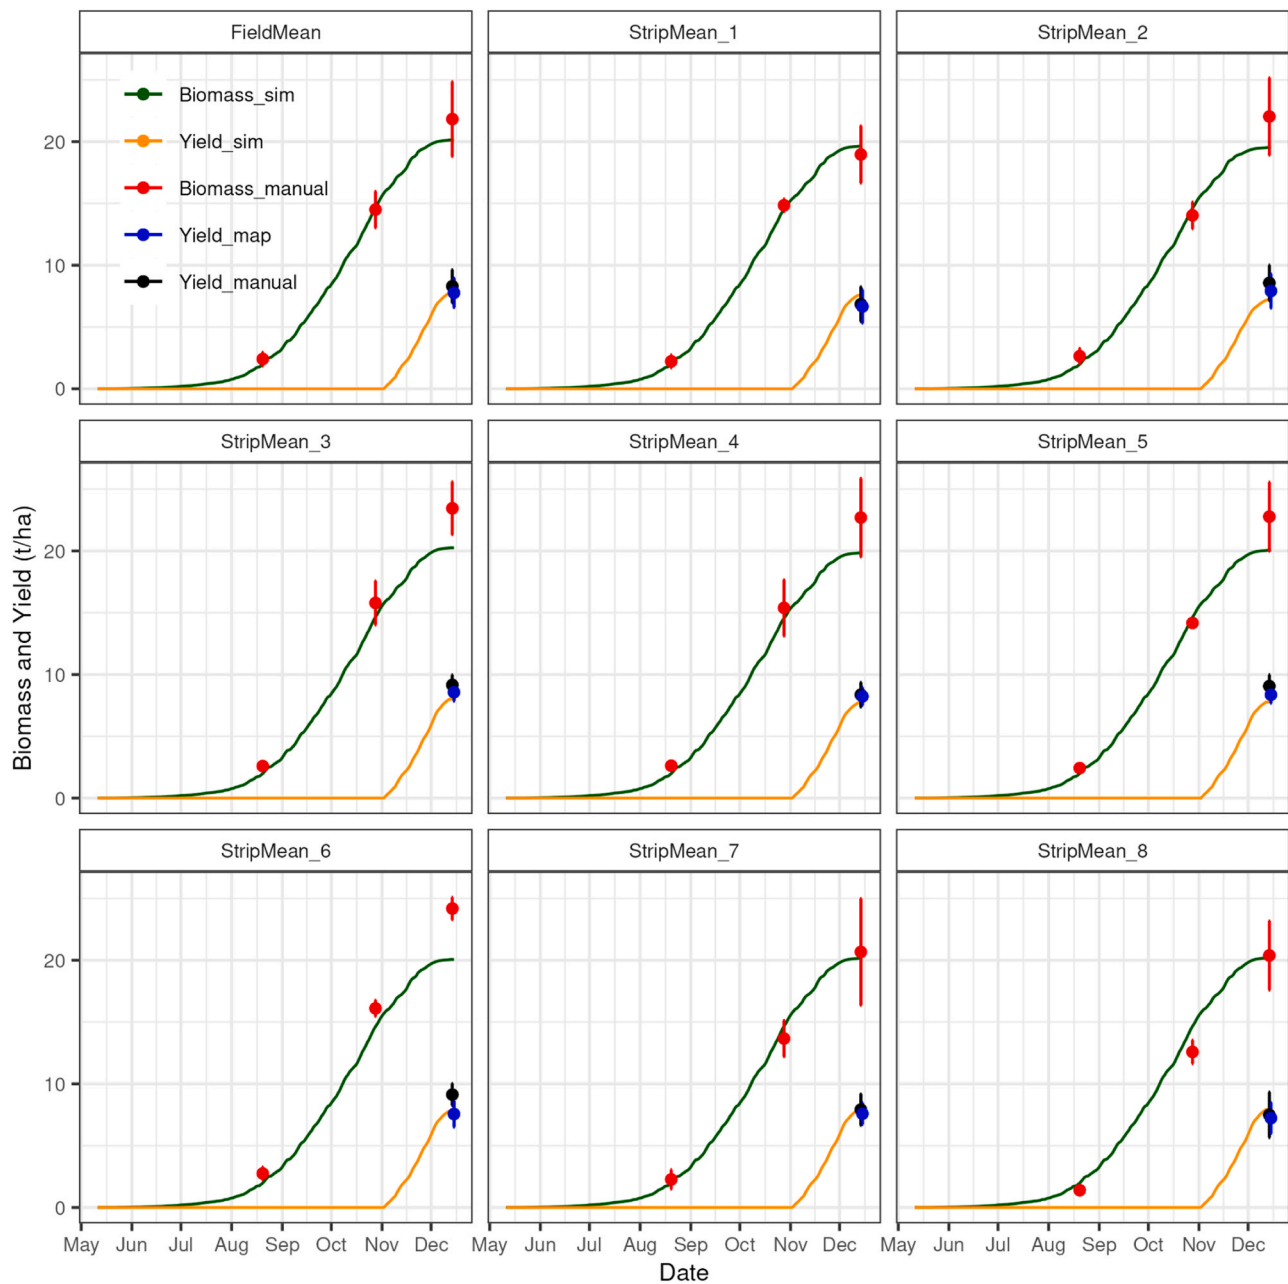 FieldMean
StripMean_1
StripMean_2
Biomass_sim
Yield_sim
Biomass_manual
Yield_map
Yield_manual
20
10
0
StripMean_3
StripMean_4
StripMean_5
Biomass and Yield (t/ha)
20
10
0
StripMean_6
StripMean_7
StripMean_8
20
10
0
May Jun Jul Aug Sep Oct Nov Dec
May Jun Jul Aug Sep Oct Nov Dec
May Jun Jul Aug Sep Oct Nov Dec
Date